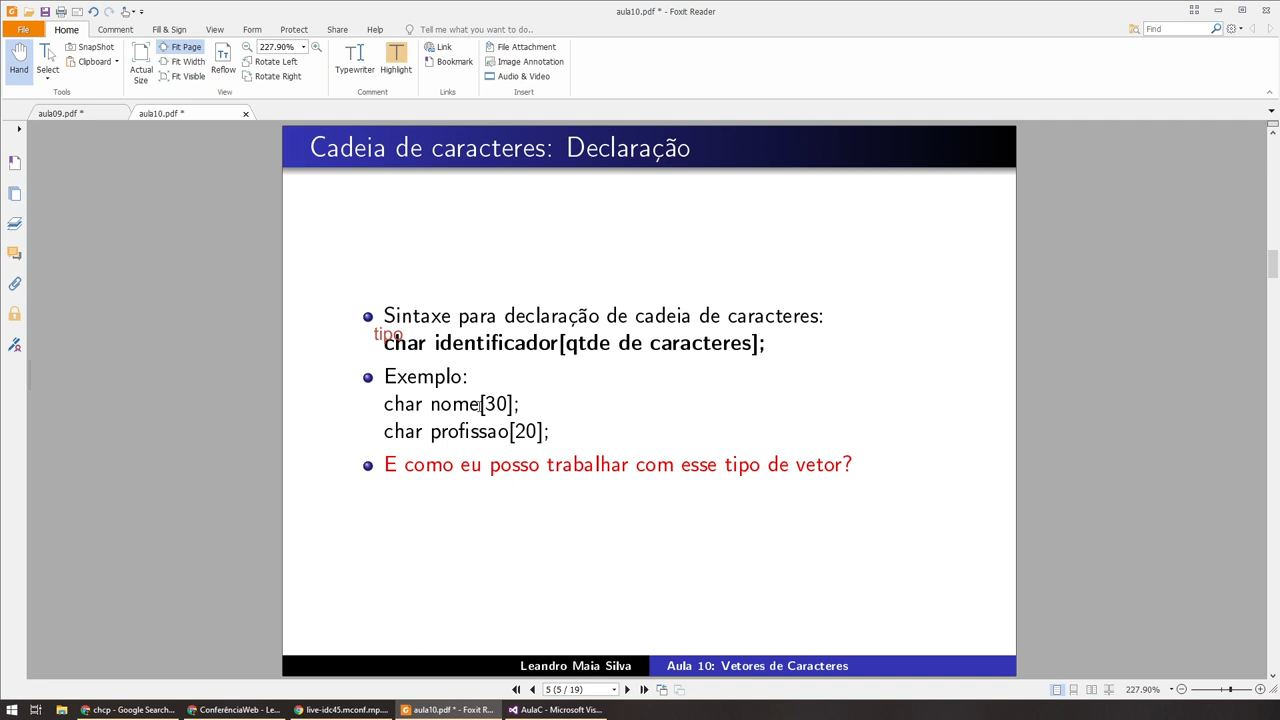 aula10.pdf * - Foxit Reader
File Home Comment View Form Protect Share Help Tell me what you want to do.. Find
Hand
Select
SnapShot
Clipboard
Tools
Actual Size
Fit Page
Fit Width
Fit Visible
Reflow
227.90%
Rotate Left
Rotate Right
View
Typewriter
Highlight
Comment
Link
Bookmark
Links
File Attachment
Image Annotation
Audio & Video
Insert
aula09.pdf * aula10.pdf *
Cadeia de caracteres: Declaração
Sintaxe para declaração de cadeia de caracteres:
tipo
char identificador[qtde de caracteres];
Exemplo:
char nome[30];
char profissao[20];
E como eu posso trabalhar com esse tipo de vetor?
Leandro Maia Silva Aula 10: Vetores de Caracteres
5 (5 / 19) 227.90%
chcp - Google Search... ConferênciaWeb - Le... live-idc45.mconf.rnp.... aula10.pdf * - Foxit R... AulaC - Microsoft Vis...